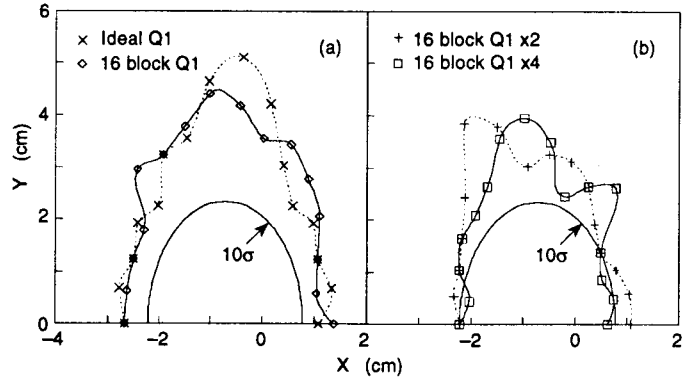 × Ideal Q1
◇ 16 block Q1
(a)
+ 16 block Q1 x2
□ 16 block Q1 x4
(b)
Y (cm)
6
4
2
0
10σ
10σ
−4
−2
0
2
−2
0
2
X (cm)